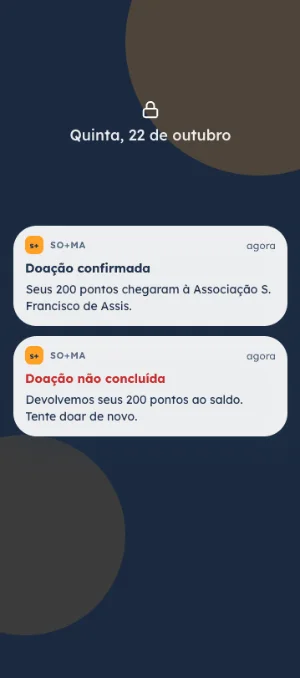 Quinta, 22 de outubro
s+ SO+MA agora
Doação confirmada
Seus 200 pontos chegaram à Associação S.
Francisco de Assis.
s+ SO+MA agora
Doação não concluída
Devolvemos seus 200 pontos ao saldo.
Tente doar de novo.